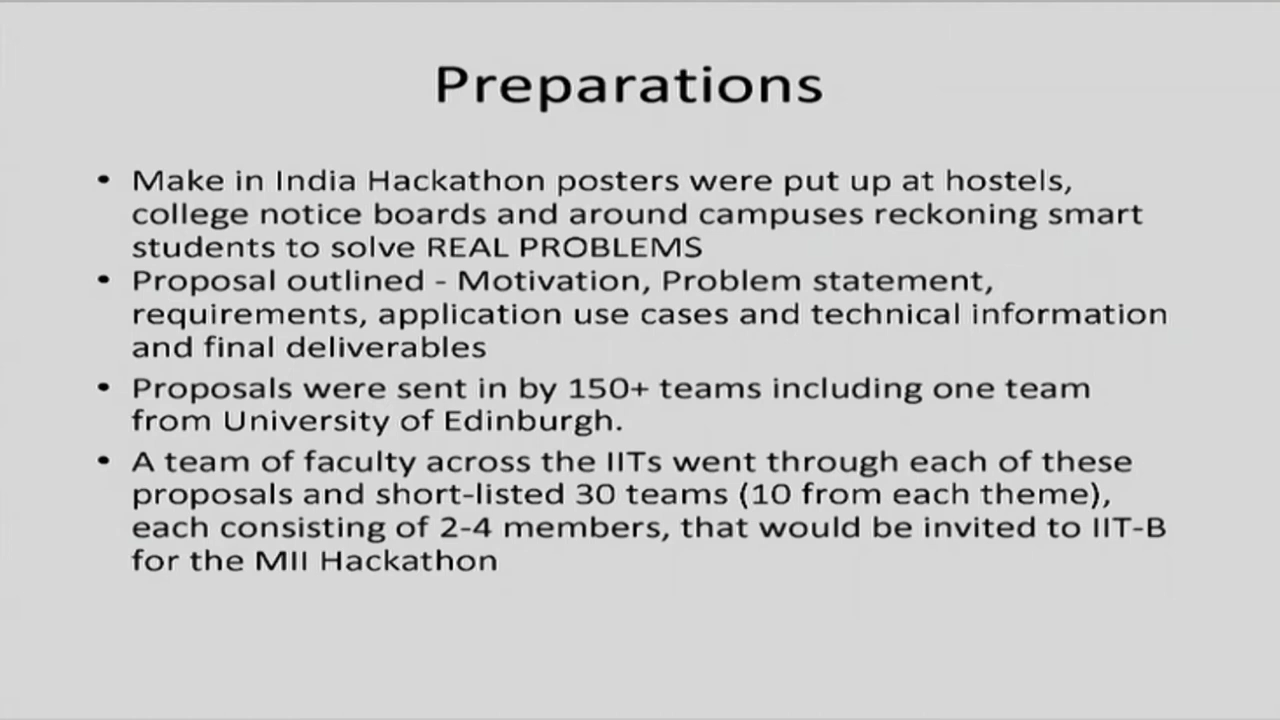 Preparations
• Make in India Hackathon posters were put up at hostels,
college notice boards and around campuses reckoning smart
students to solve REAL PROBLEMS
• Proposal outlined - Motivation, Problem statement,
requirements, application use cases and technical information
and final deliverables
• Proposals were sent in by 150+ teams including one team
from University of Edinburgh.
• A team of faculty across the IITs went through each of these
proposals and short-listed 30 teams (10 from each theme),
each consisting of 2-4 members, that would be invited to IIT-B
for the MII Hackathon